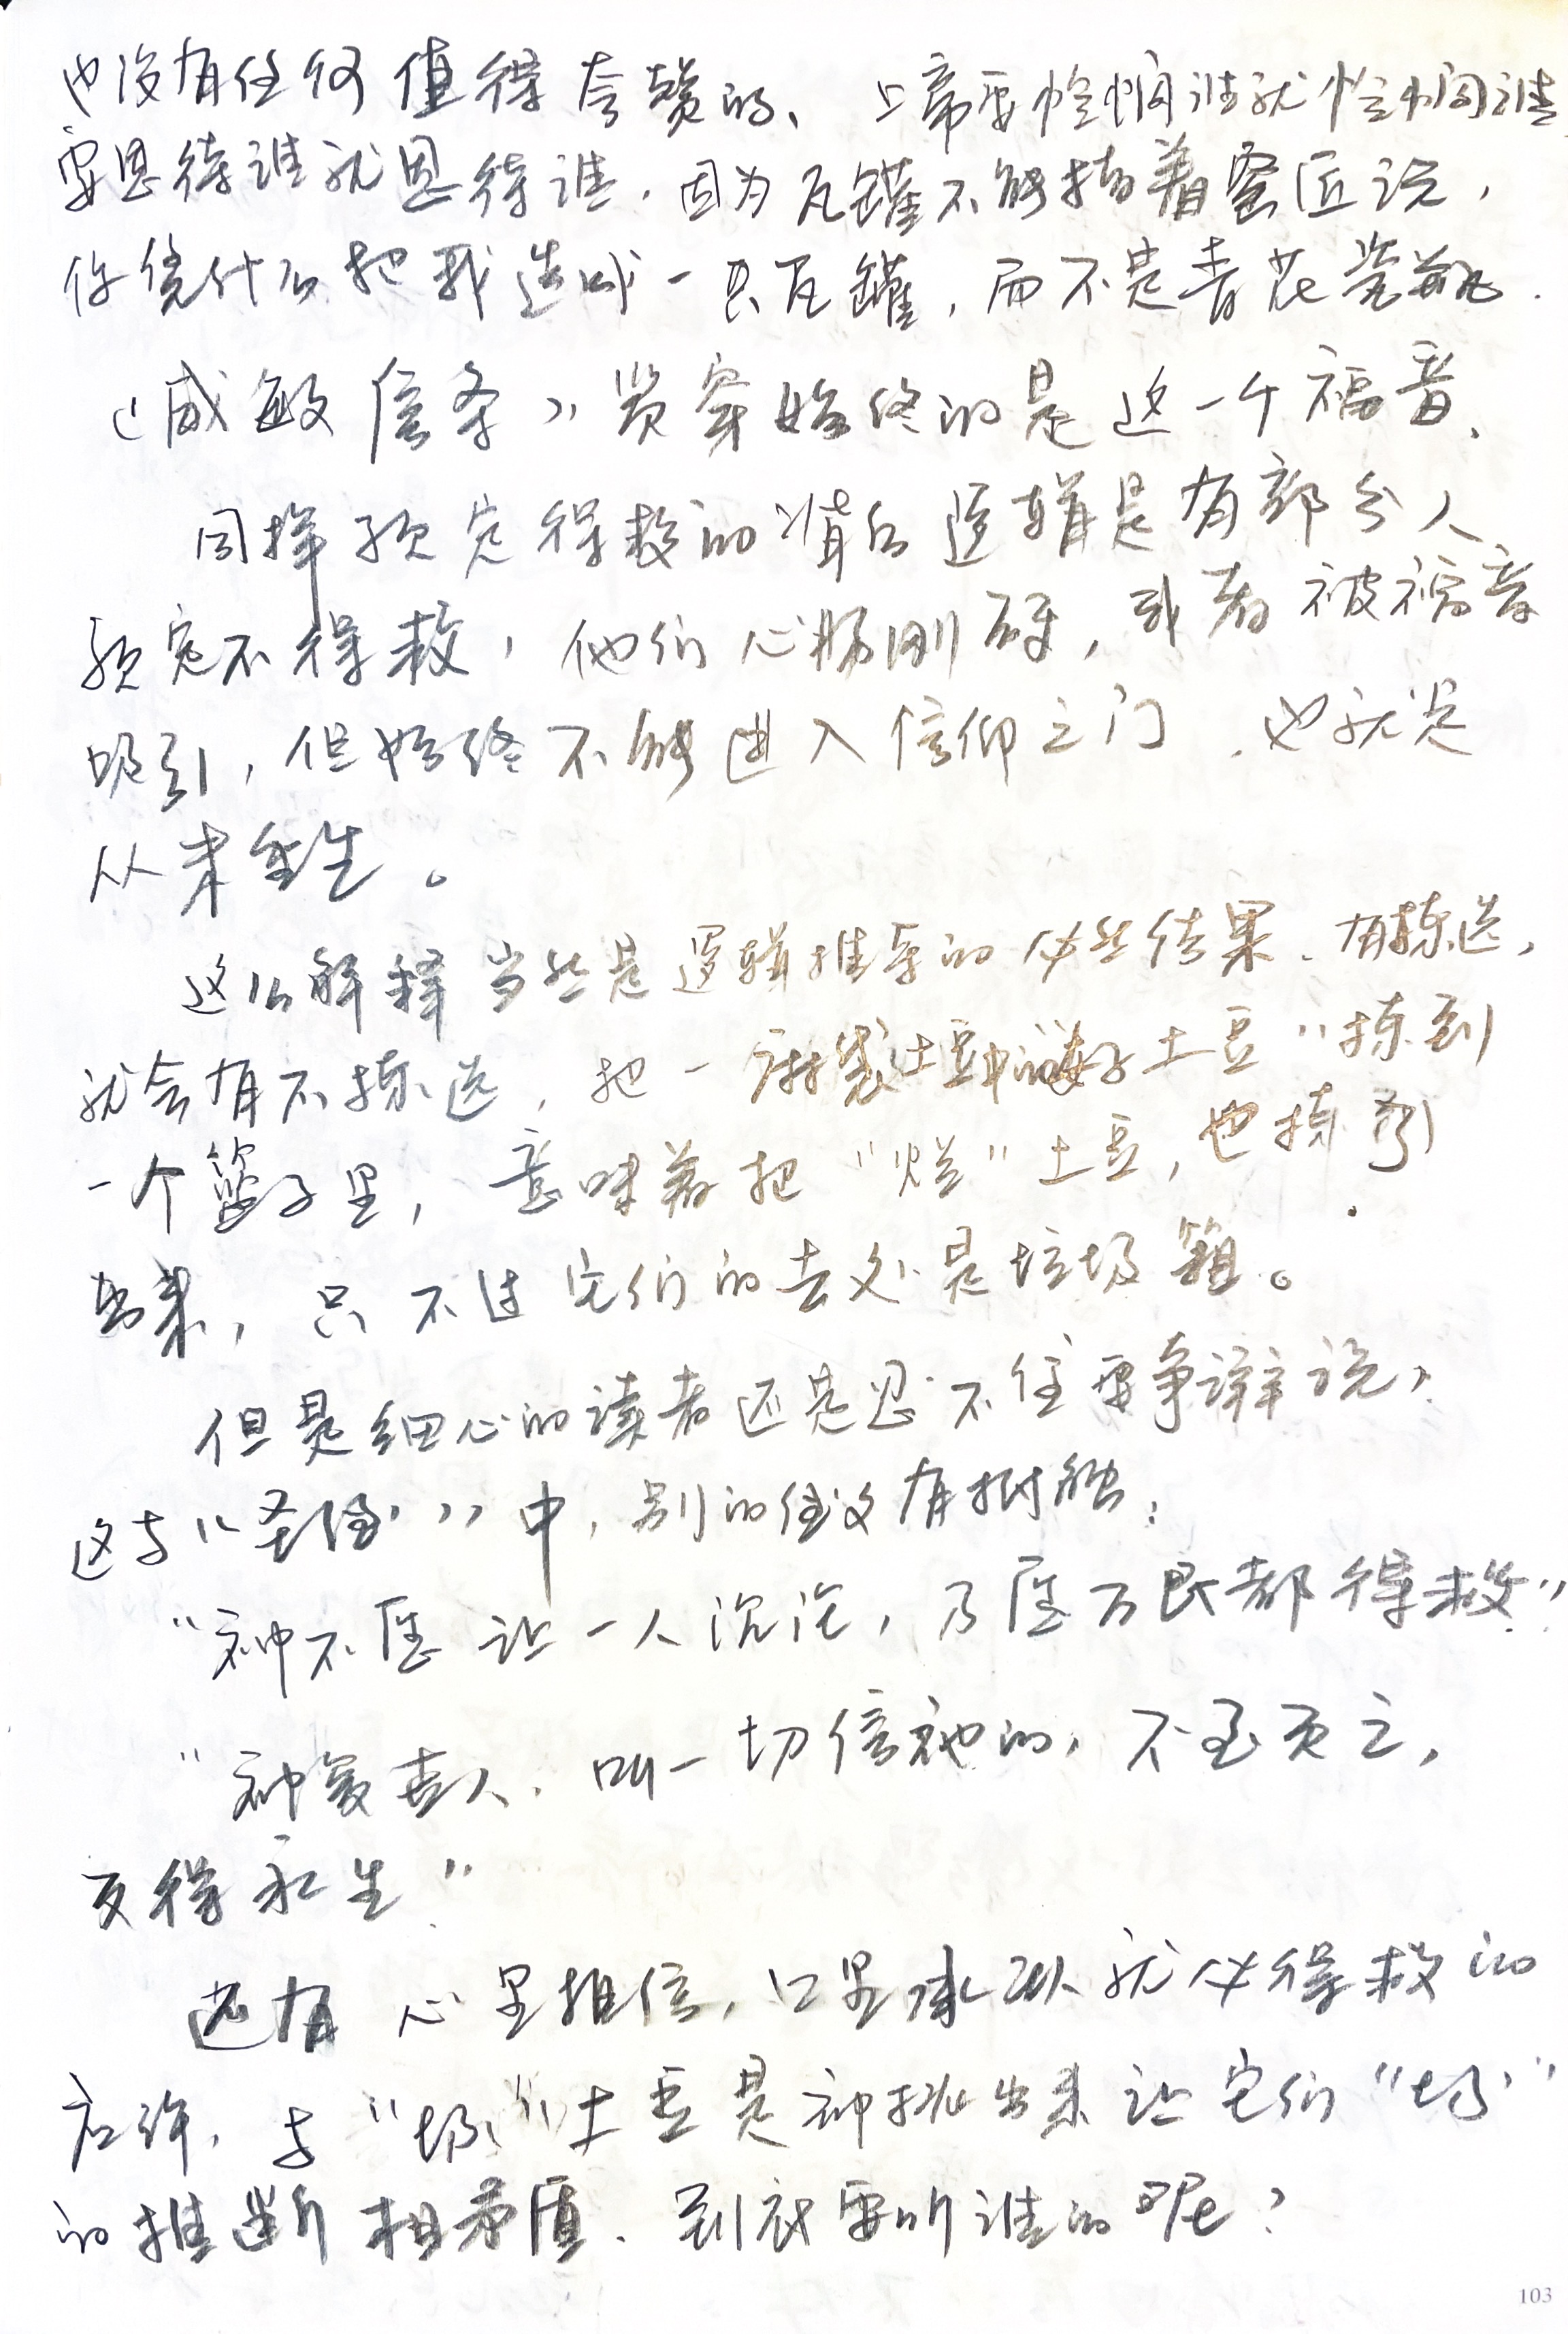 也没有任何值得夸赞的、上帝要怜悯谁就怜悯谁
要恩待谁就恩待谁．因为瓦罐不能指着窑匠说，
你凭什么把我造成一只瓦罐，而不是青花瓷瓶．
《威敏信条》贯穿始终的是这一个福音、
同样预定得救的背后逻辑是有部分人
预定不得救，他们心肠刚硬，或者被福音
吸引，但始终不能进入信仰之门．也就是
从未重生。
这么解释当然是逻辑推导的必然结果．有拣选，
就会有不拣选，把一麻袋土豆中的好土豆“拣到
一个篮子里，意味着把“烂”土豆，也拣到
出来，只不过它们的去处是垃圾箱。
但是细心的读者还是忍不住要争辩说，
这与《圣经》中，别的经文有抵触：
“神不愿让一人沉沦，乃愿万民都得救”
“神爱世人．叫一切信祂的，不至灭亡，
反得永生”
还有心里相信，口里承认就必得救的
应许．与“坏”土豆是神挑出来让它们“坏”
的推断相矛盾．到底要听谁的呢？
103